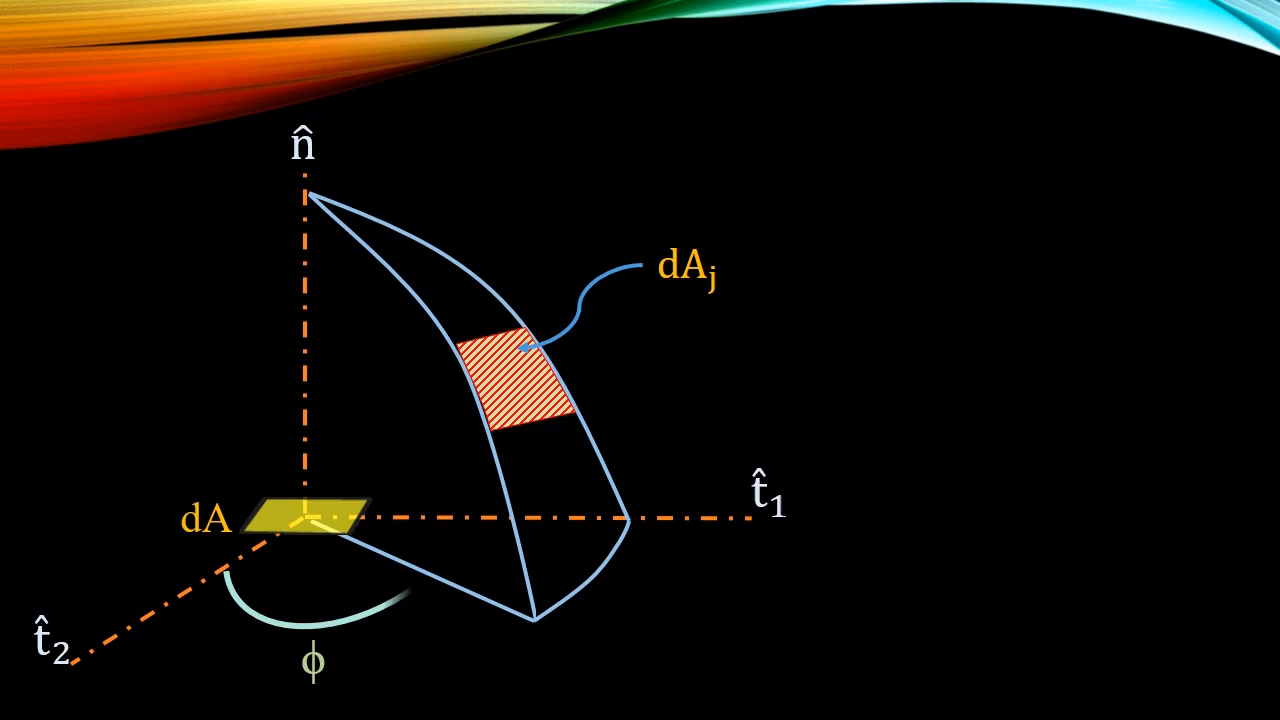 n̂
dAⱼ
t̂₁
dA
t̂₂
ϕ